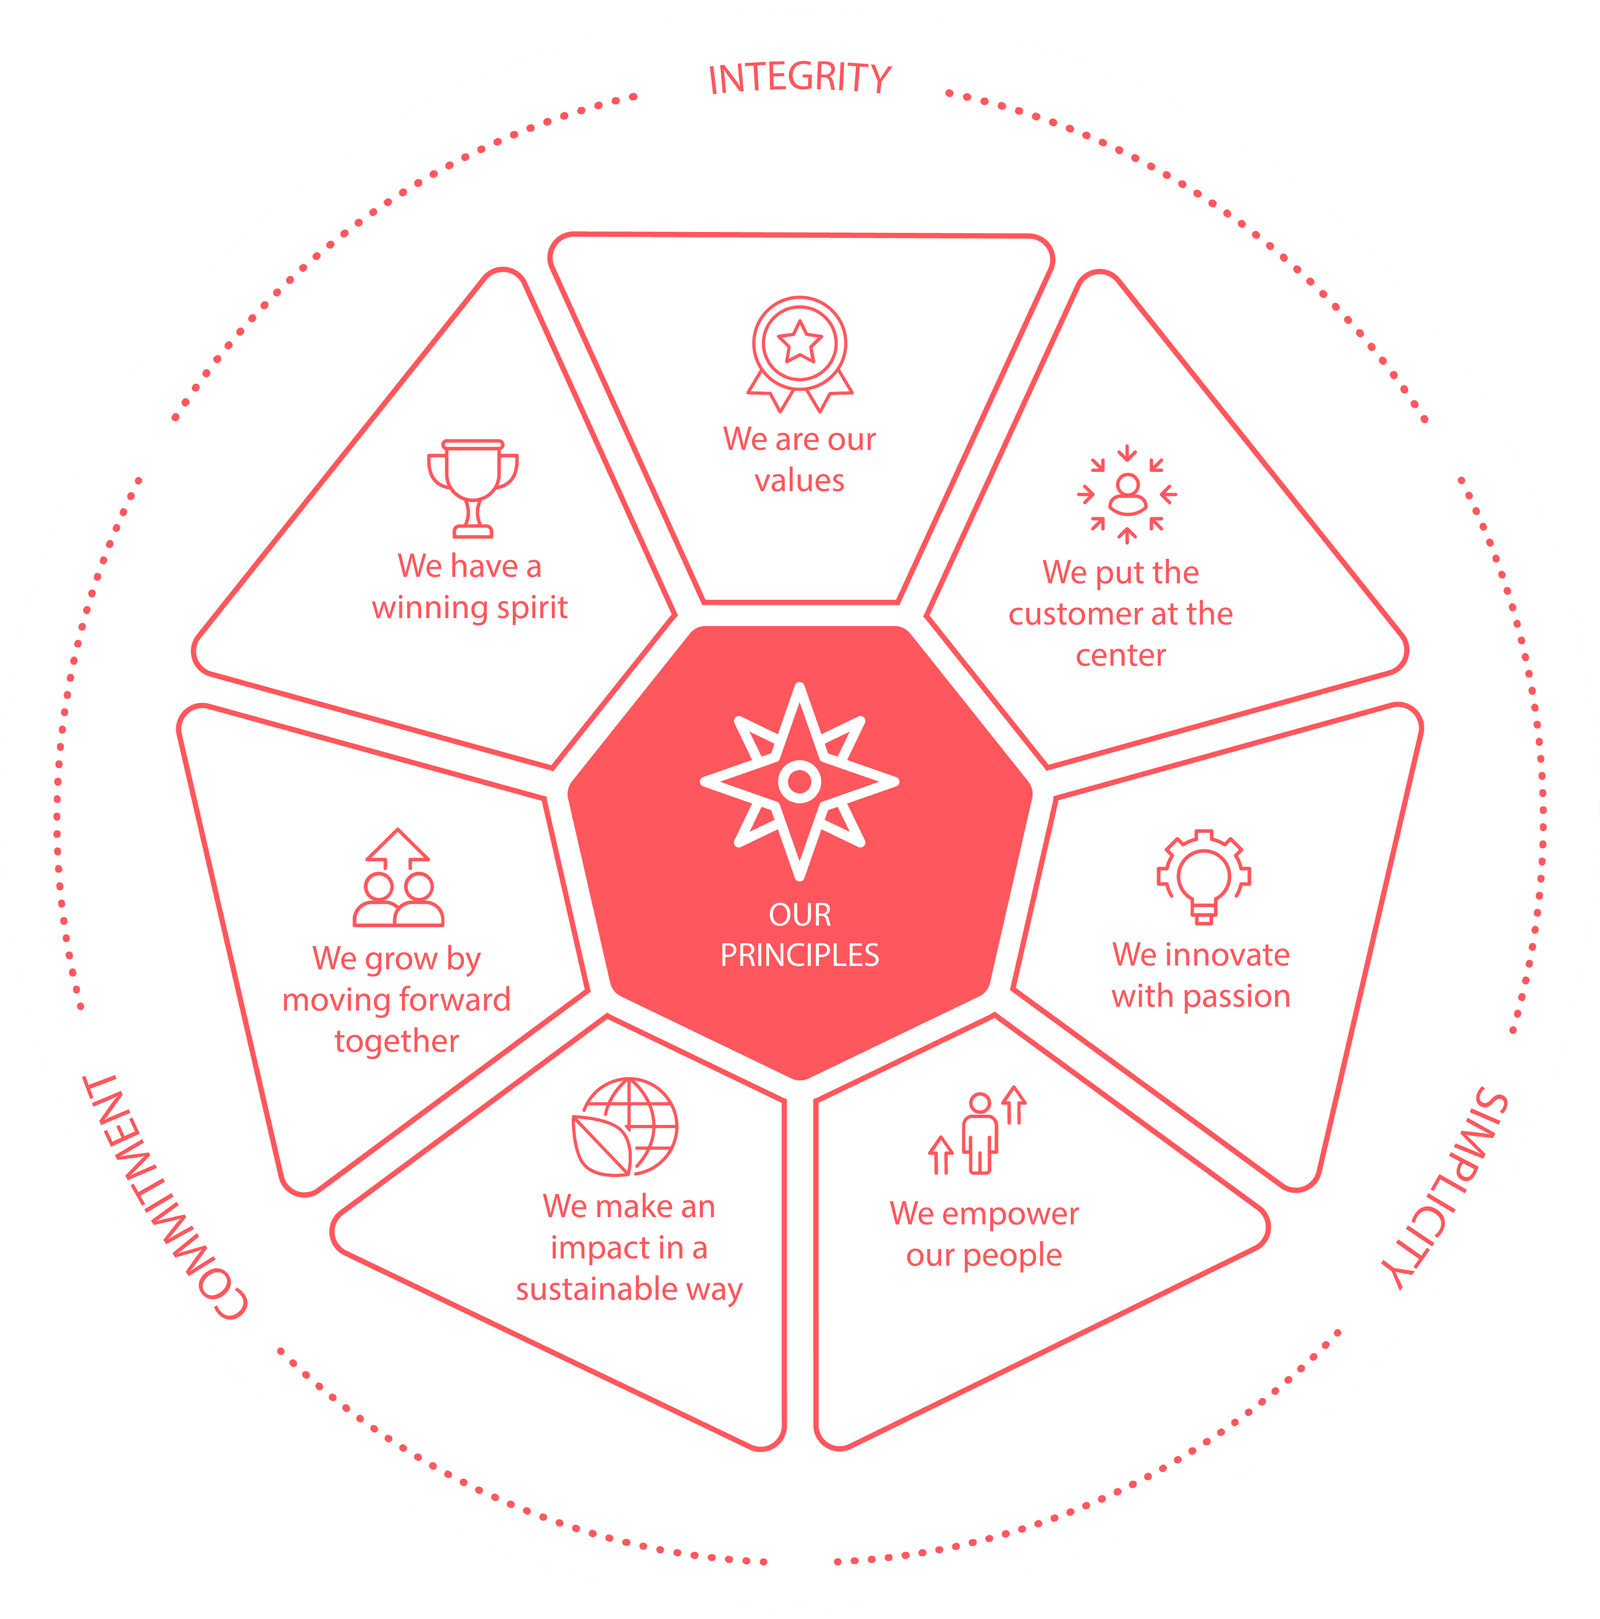 INTEGRITY
We are our
values
We have a
winning spirit
We put the
customer at the
center
OUR
PRINCIPLES
We grow by
moving forward
together
We innovate
with passion
We make an
impact in a
sustainable way
We empower
our people
COMMITMENT
SIMPLICITY